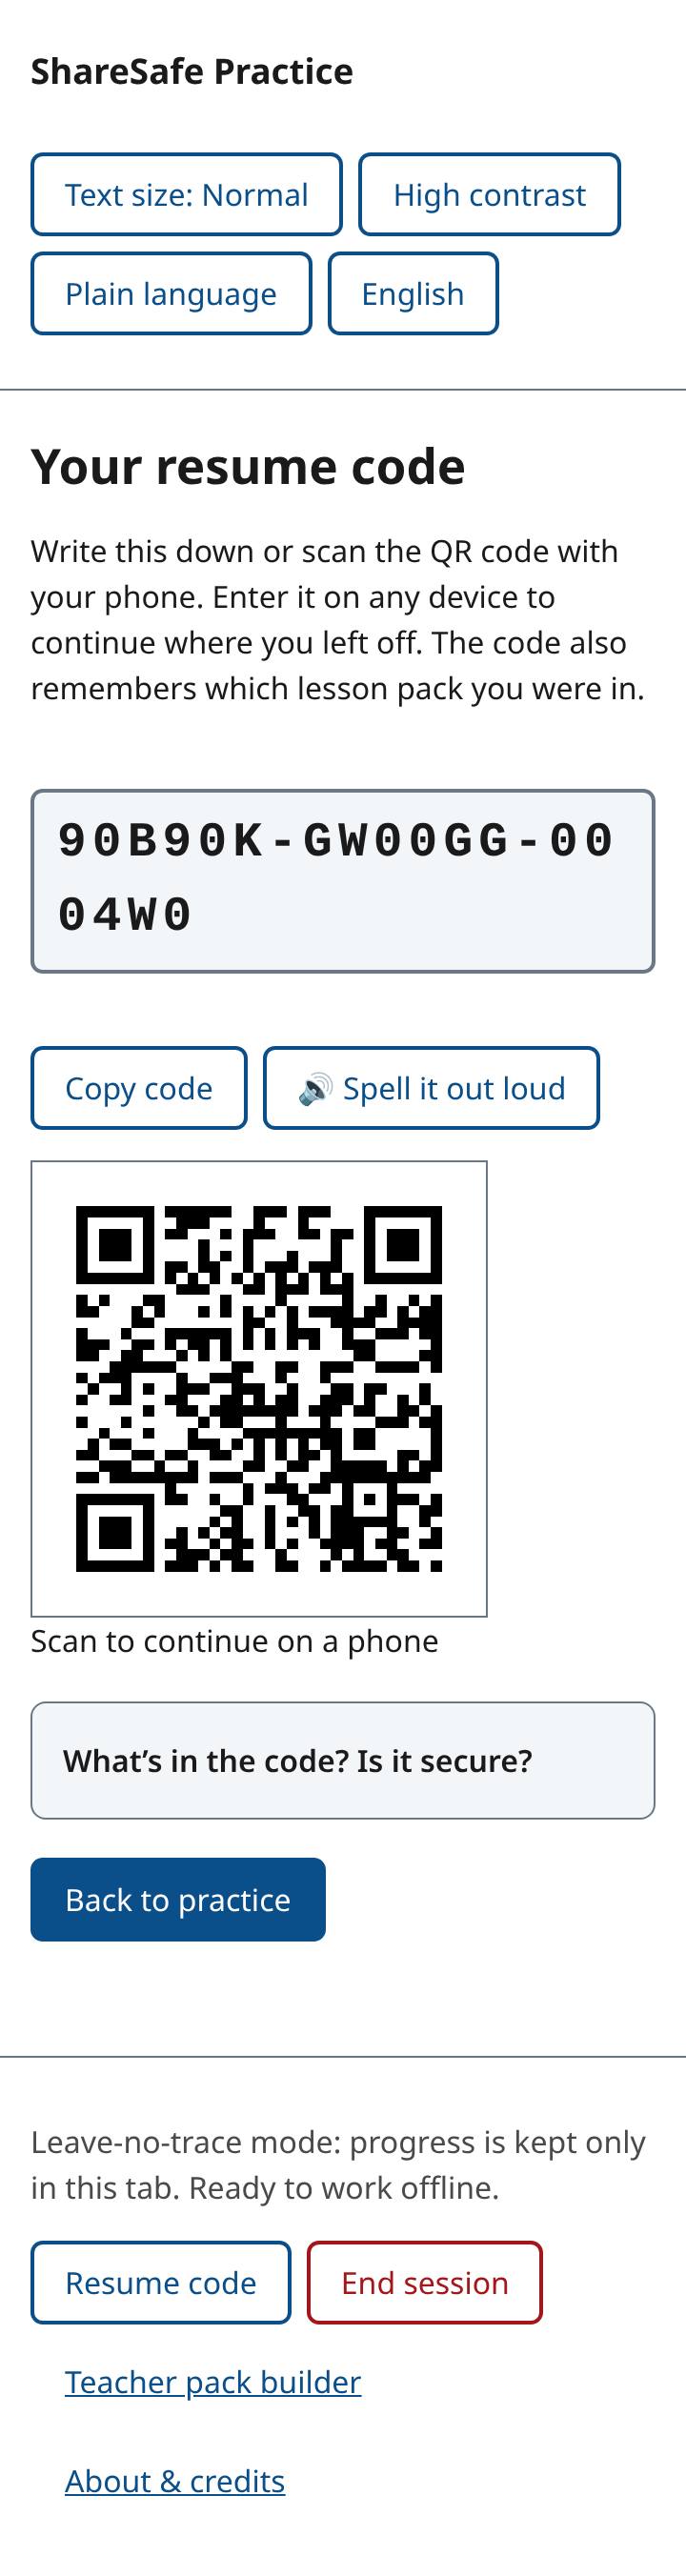 ShareSafe Practice
Text size: Normal
High contrast
Plain language
English
Your resume code
Write this down or scan the QR code with
your phone. Enter it on any device to
continue where you left off. The code also
remembers which lesson pack you were in.
90B90K-GW00GG-00
04W0
Copy code
🔊 Spell it out loud
Scan to continue on a phone
What’s in the code? Is it secure?
Back to practice
Leave-no-trace mode: progress is kept only
in this tab. Ready to work offline.
Resume code
End session
Teacher pack builder
About & credits